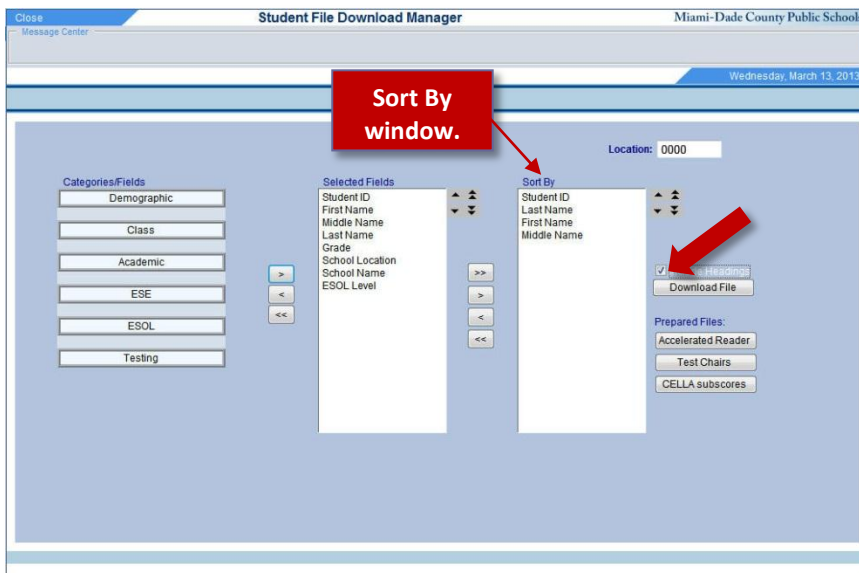 Close
Student File Download Manager
Miami-Dade County Public School
Message Center
Wednesday, March 13, 2013
Sort By
window.
Location: 0000
Categories/Fields
Demographic
Class
Academic
ESE
ESOL
Testing
>
<
<<
Selected Fields
Student ID
First Name
Middle Name
Last Name
Grade
School Location
School Name
ESOL Level
>>
>
<
<<
Sort By
Student ID
Last Name
First Name
Middle Name
Headings
Download File
Prepared Files:
Accelerated Reader
Test Chairs
CELLA subscores